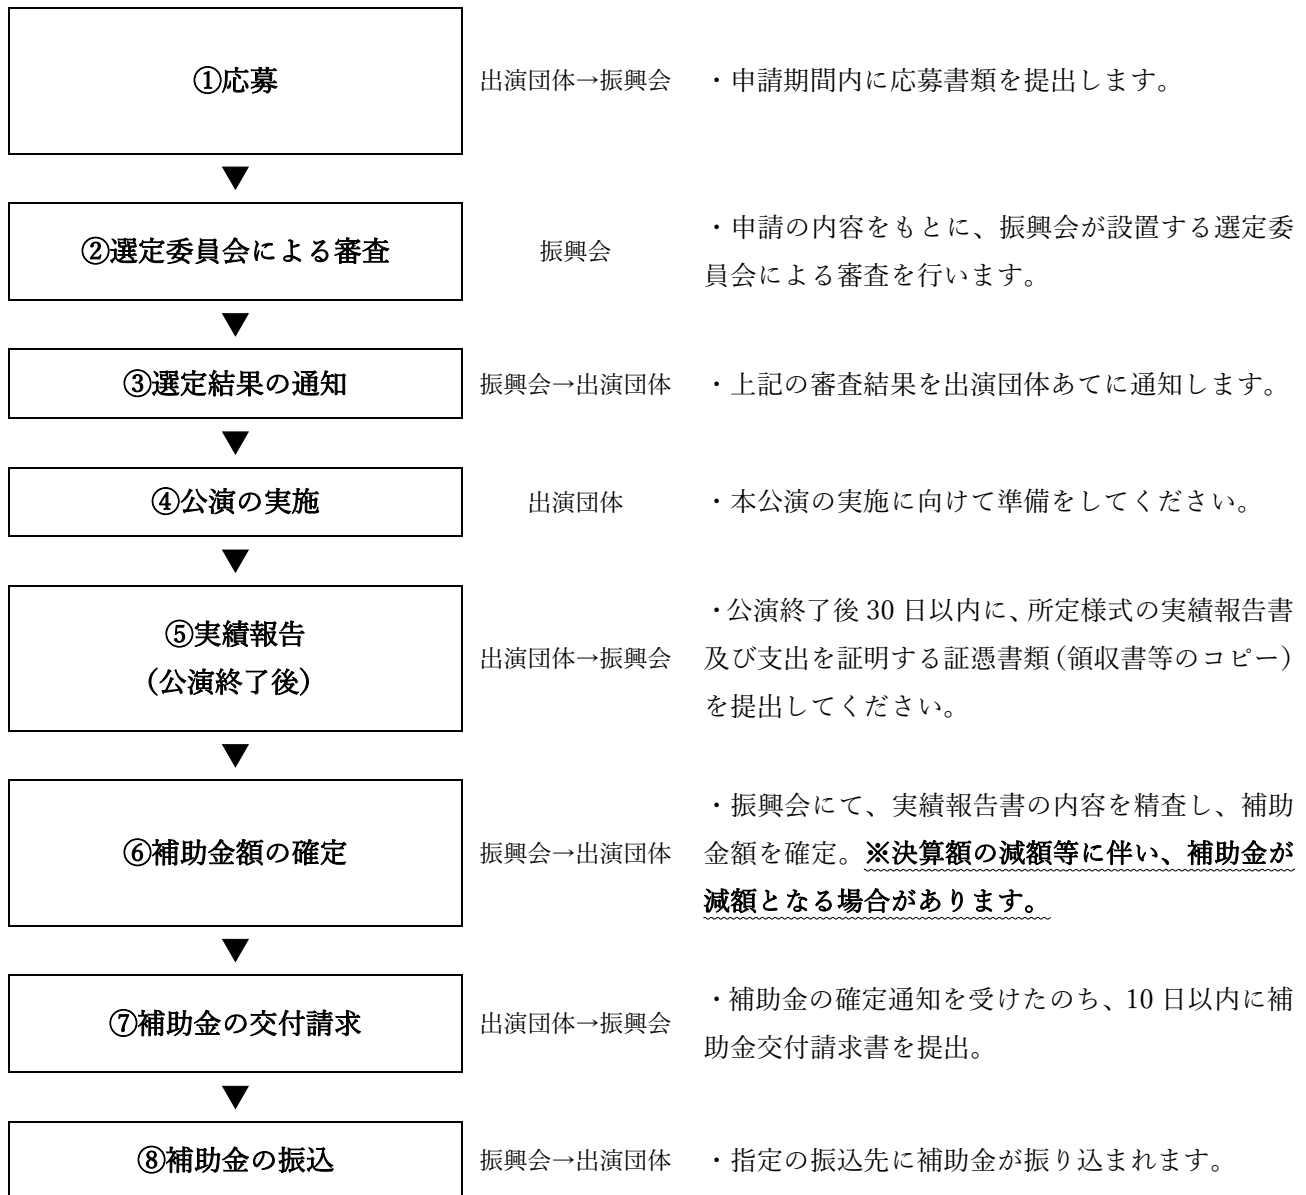 ①応募
出演団体→振興会
・申請期間内に応募書類を提出します。
▼
②選定委員会による審査
振興会
・申請の内容をもとに、振興会が設置する選定委
員会による審査を行います。
▼
③選定結果の通知
振興会→出演団体
・上記の審査結果を出演団体あてに通知します。
▼
④公演の実施
出演団体
・本公演の実施に向けて準備をしてください。
▼
⑤実績報告
（公演終了後）
出演団体→振興会
・公演終了後 30 日以内に、所定様式の実績報告書
及び支出を証明する証憑書類（領収書等のコピー）
を提出してください。
▼
⑥補助金額の確定
振興会→出演団体
・振興会にて、実績報告書の内容を精査し、補助
金額を確定。※決算額の減額等に伴い、補助金が
減額となる場合があります。
▼
⑦補助金の交付請求
出演団体→振興会
・補助金の確定通知を受けたのち、10 日以内に補
助金交付請求書を提出。
▼
⑧補助金の振込
振興会→出演団体
・指定の振込先に補助金が振り込まれます。